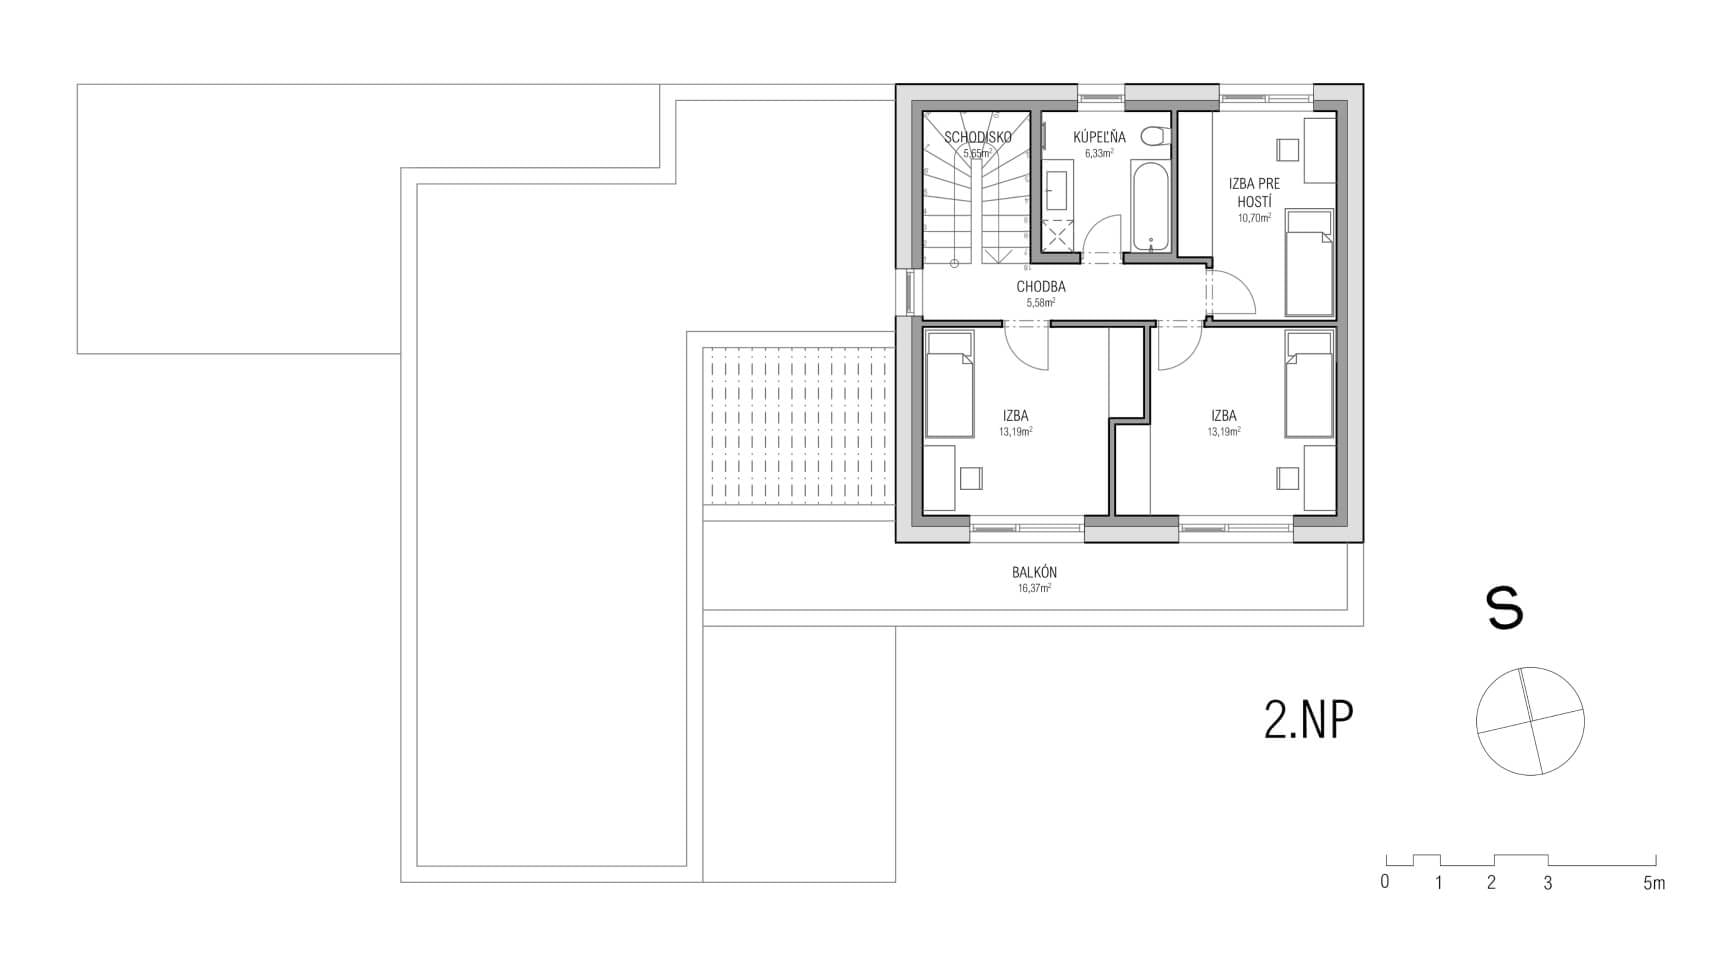 SCHODISKO
5,65m²
KÚPEĽŇA
6,33m²
IZBA PRE
HOSTÍ
10,70m²
CHODBA
5,58m²
IZBA
13,19m²
IZBA
13,19m²
BALKÓN
16,37m²
S
2.NP
0 1 2 3 5m